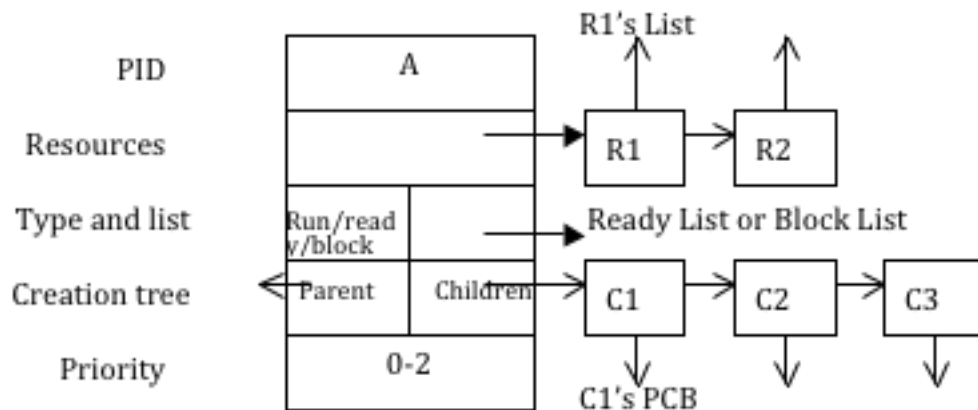 R1's List
PID
A
Resources
R1
R2
Type and list
Run/read
y/block
Ready List or Block List
Creation tree
Parent
Children
C1
C2
C3
Priority
0-2
C1's PCB